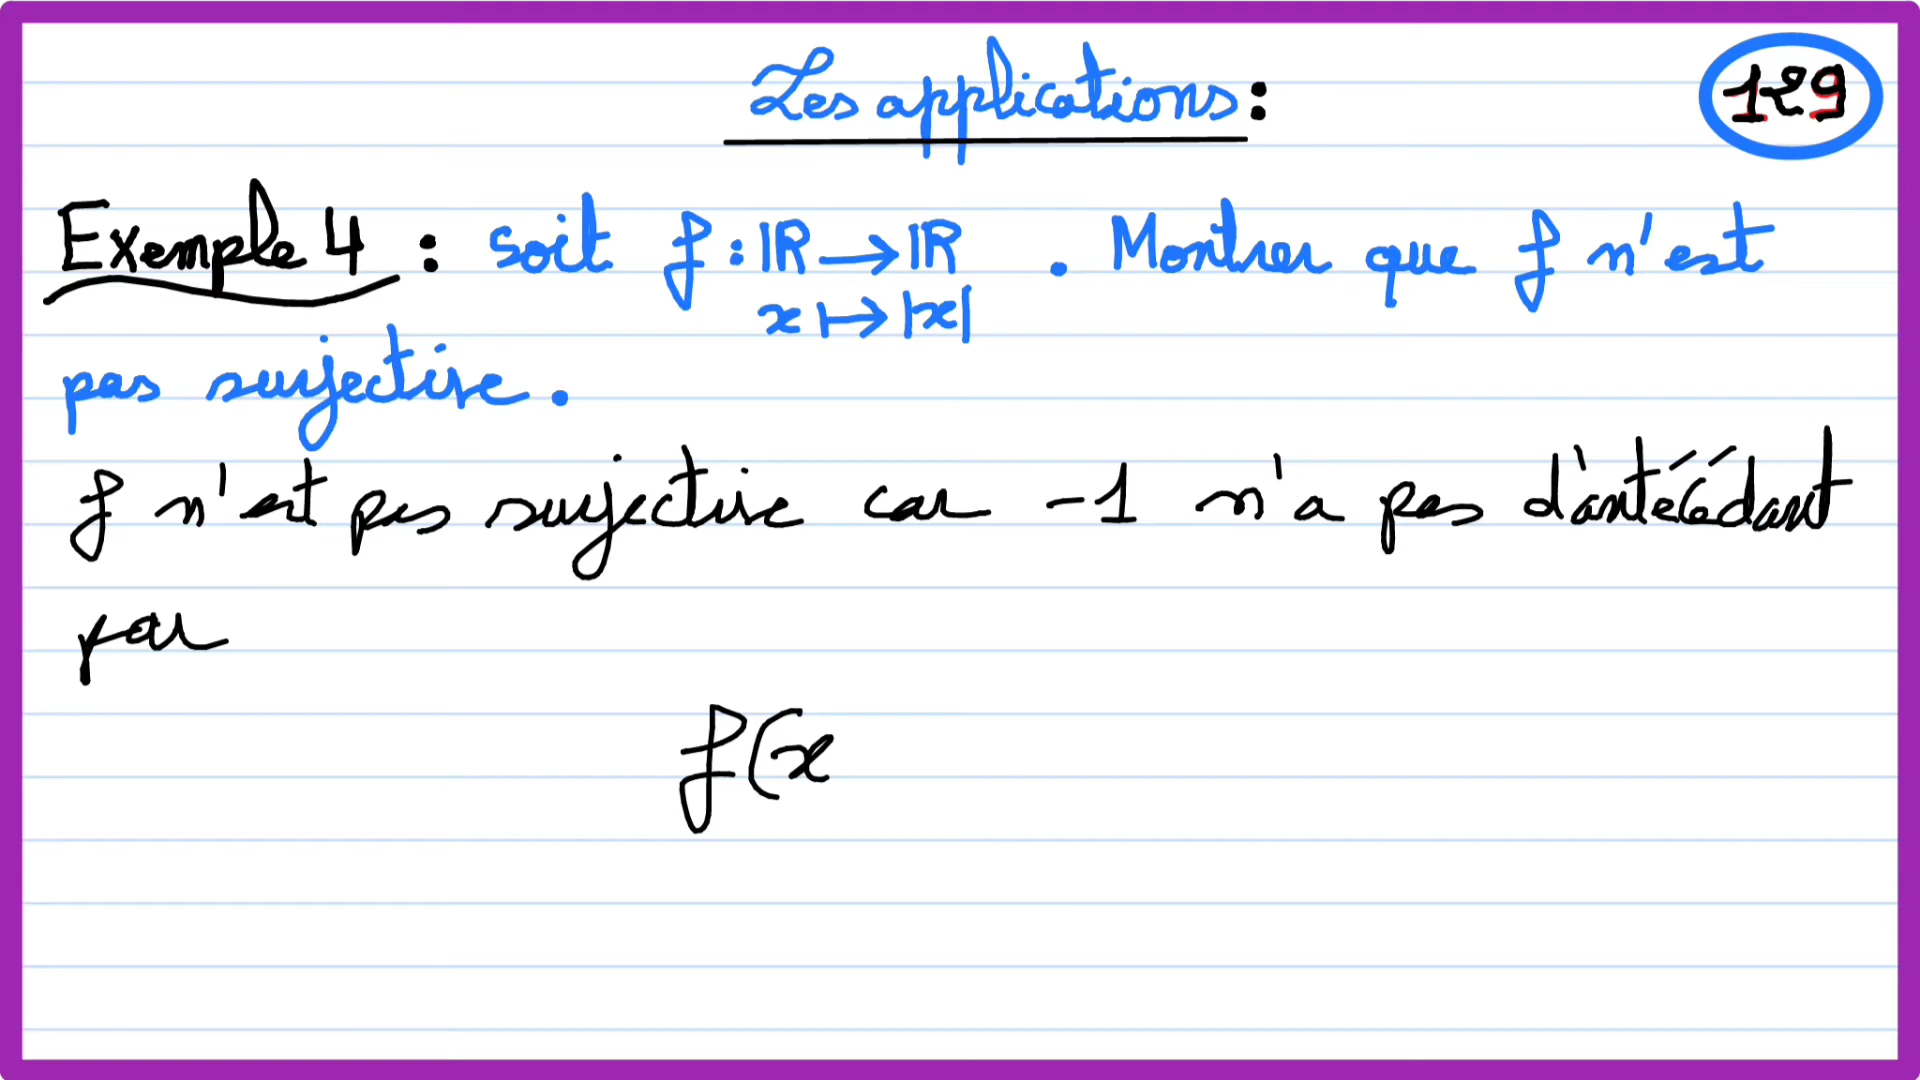 Les applications :
129
Exemple 4 : soit f : IR → IR . Montrer que f n'est
x ↦ |x|
pas surjective .
f n'est pas surjective car -1 n'a pas d'antécédant
par
f(x